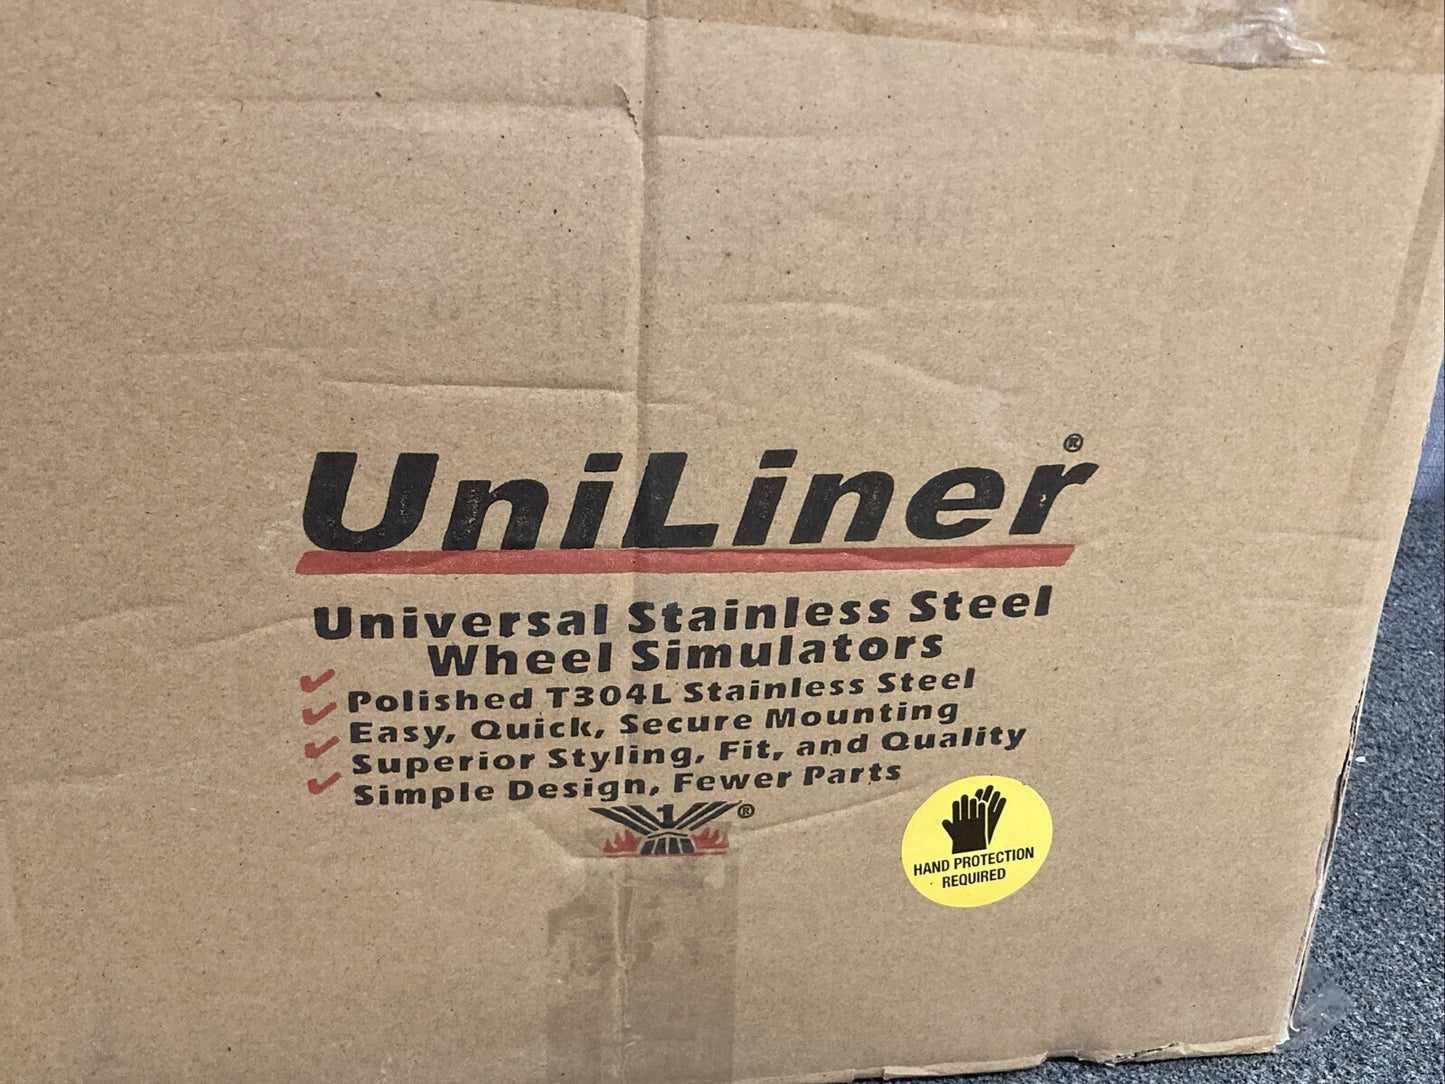 UniLiner®
Universal Stainless Steel
Wheel Simulators
✓ Polished T304L Stainless Steel
✓ Easy, Quick, Secure Mounting
✓ Superior Styling, Fit, and Quality
✓ Simple Design, Fewer Parts
1 ®
HAND PROTECTION
REQUIRED